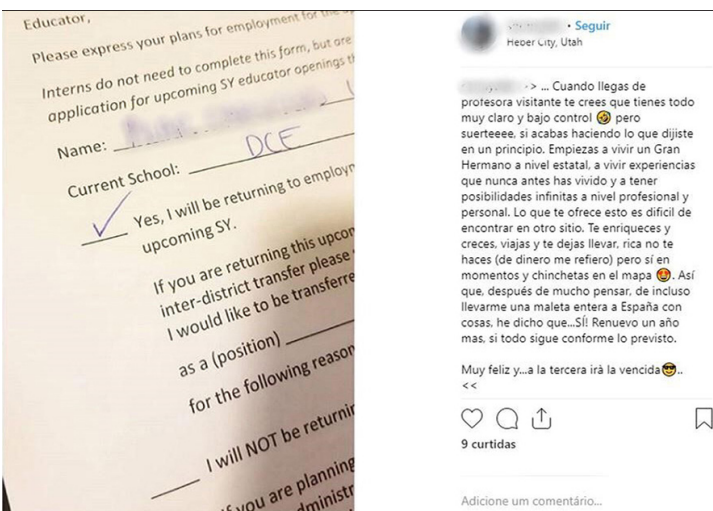 Educator,
Please express your plans for employment for the
Interns do not need to complete this form, but are
application for upcoming SY educator openings
Name:
Current School: DCE
Yes, I will be returning to employ
upcoming SY.
If you are returning this upcon
inter-district transfer please
I would like to be transferre
as a (position)
for the following reason
I will NOT be returnin
if you are planning
dministr
• Seguir
Heber City, Utah
> ... Cuando llegas de
profesora visitante te crees que tienes todo
muy claro y bajo control 🤣 pero
suerteeee, si acabas haciendo lo que dijiste
en un principio. Empiezas a vivir un Gran
Hermano a nivel estatal, a vivir experiencias
que nunca antes has vivido y a tener
posibilidades infinitas a nivel profesional y
personal. Lo que te ofrece esto es dificil de
encontrar en otro sitio. Te enriqueces y
creces, viajas y te dejas llevar, rica no te
haces (de dinero me refiero) pero sí en
momentos y chinchetas en el mapa 🤩. Así
que, después de mucho pensar, de incluso
llevarme una maleta entera a España con
cosas, he dicho que...SÍ! Renuevo un año
mas, si todo sigue conforme lo previsto.
Muy feliz y...a la tercera irà la vencida😎..
<<
9 curtidas
Adicione um comentário...